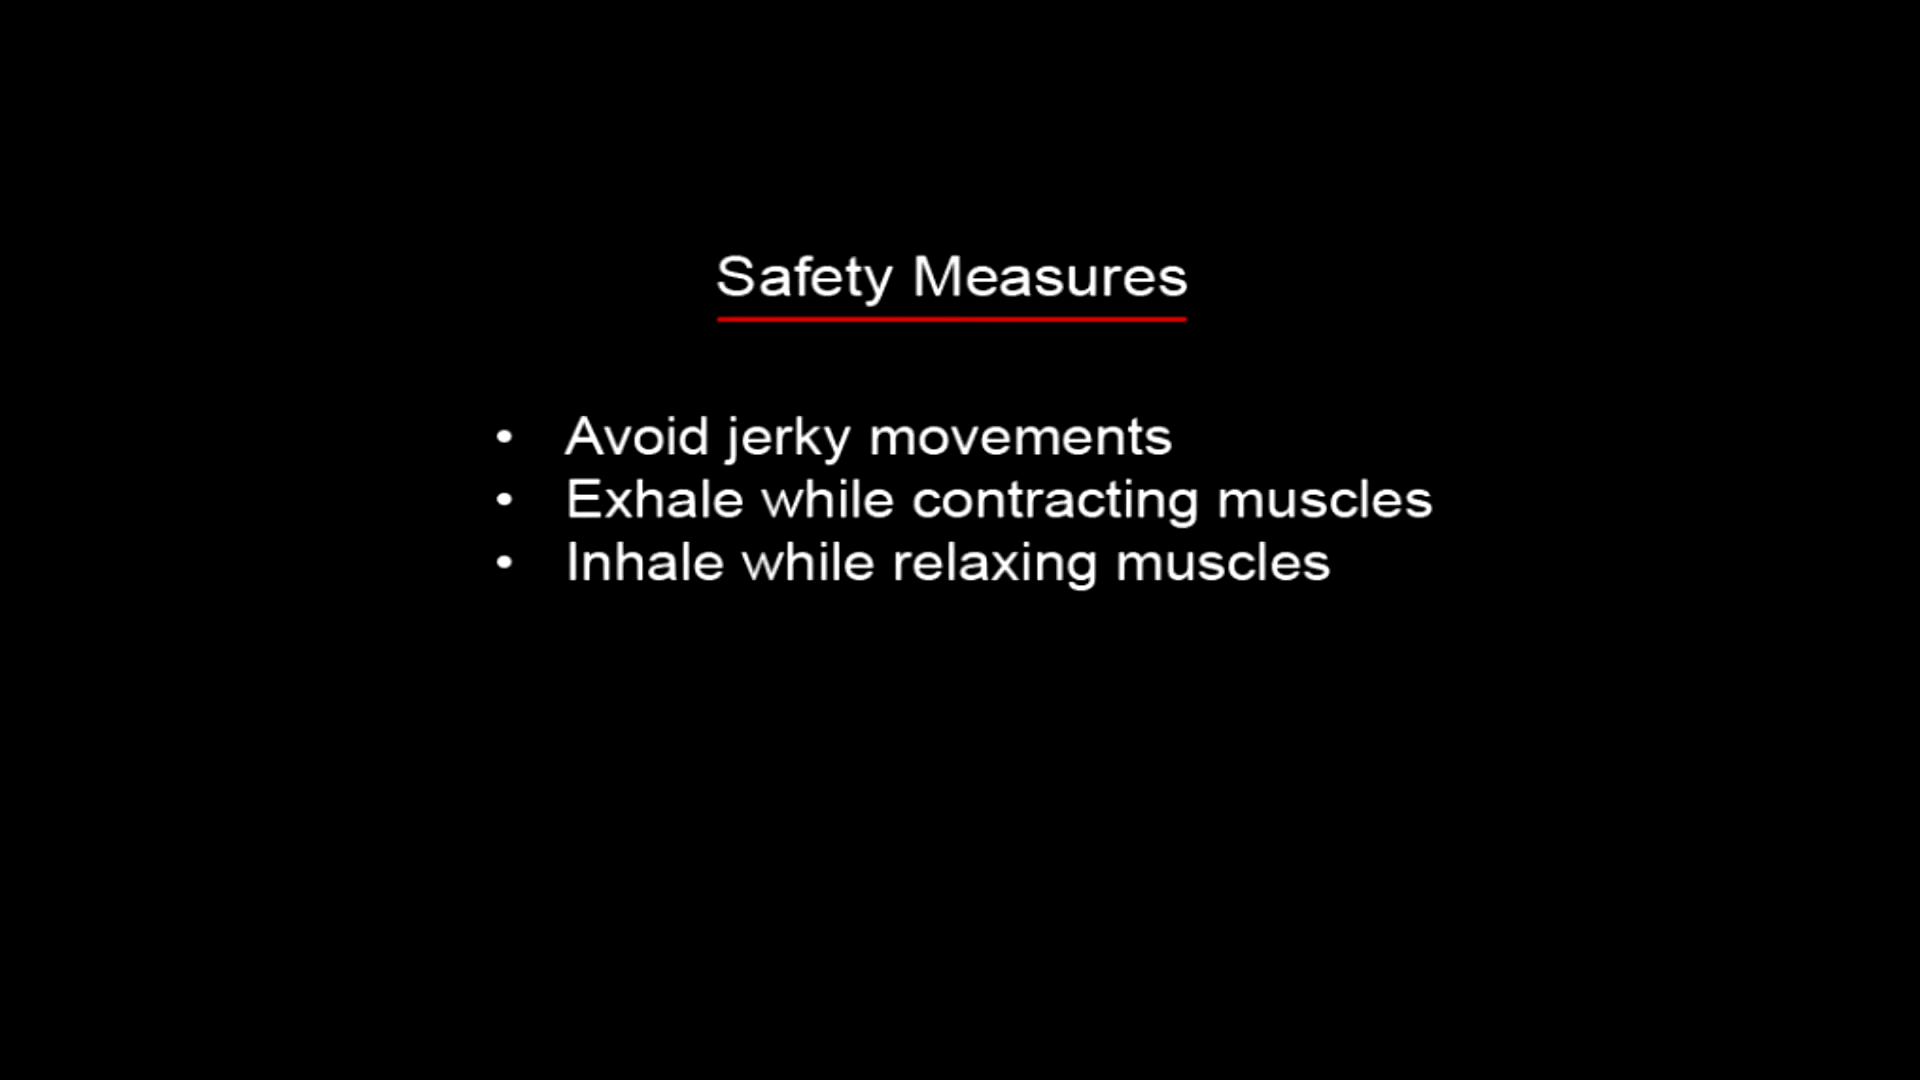 Safety Measures
• Avoid jerky movements
• Exhale while contracting muscles
• Inhale while relaxing muscles